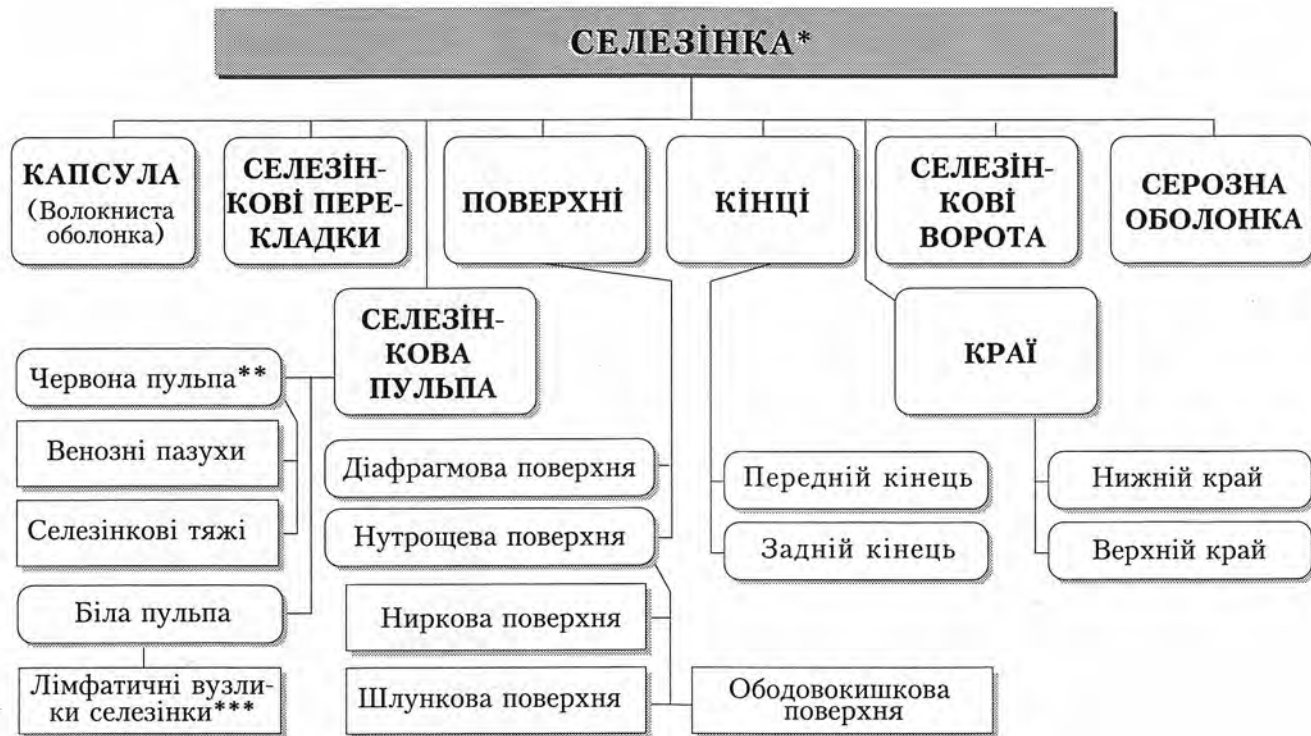 СЕЛЕЗІНКА*
КАПСУЛА
(Волокниста
оболонка)
СЕЛЕЗІН-
КОВІ ПЕРЕ-
КЛАДКИ
ПОВЕРХНІ
КІНЦІ
СЕЛЕЗІН-
КОВІ
ВОРОТА
СЕРОЗНА
ОБОЛОНКА
СЕЛЕЗІН-
КОВА
ПУЛЬПА
КРАЇ
Червона пульпа**
Венозні пазухи
Селезінкові тяжі
Біла пульпа
Лімфатичні вузли-
ки селезінки***
Діафрагмова поверхня
Нутрощева поверхня
Ниркова поверхня
Шлункова поверхня
Ободовокишкова
поверхня
Передній кінець
Задній кінець
Нижній край
Верхній край